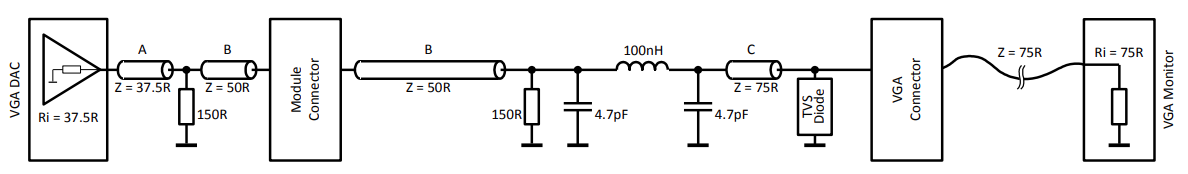 VGA DAC
Ri = 37.5R
A
Z = 37.5R
150R
B
Z = 50R
Module
Connector
B
Z = 50R
150R
4.7pF
100nH
4.7pF
C
Z = 75R
TVS
Diode
VGA
Connector
Z = 75R
Ri = 75R
VGA Monitor